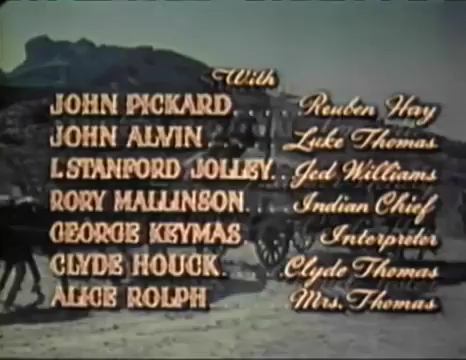 With
JOHN PICKARD.....Reuben Hay
JOHN ALVIN....Luke Thomas
I. STANFORD JOLLEY..Jed Williams
RORY MALLINSON....Indian Chief
GEORGE KEYMAS.....Interpreter
CLYDE HOUCK.....Clyde Thomas
ALICE ROLPH.....Mrs. Thomas